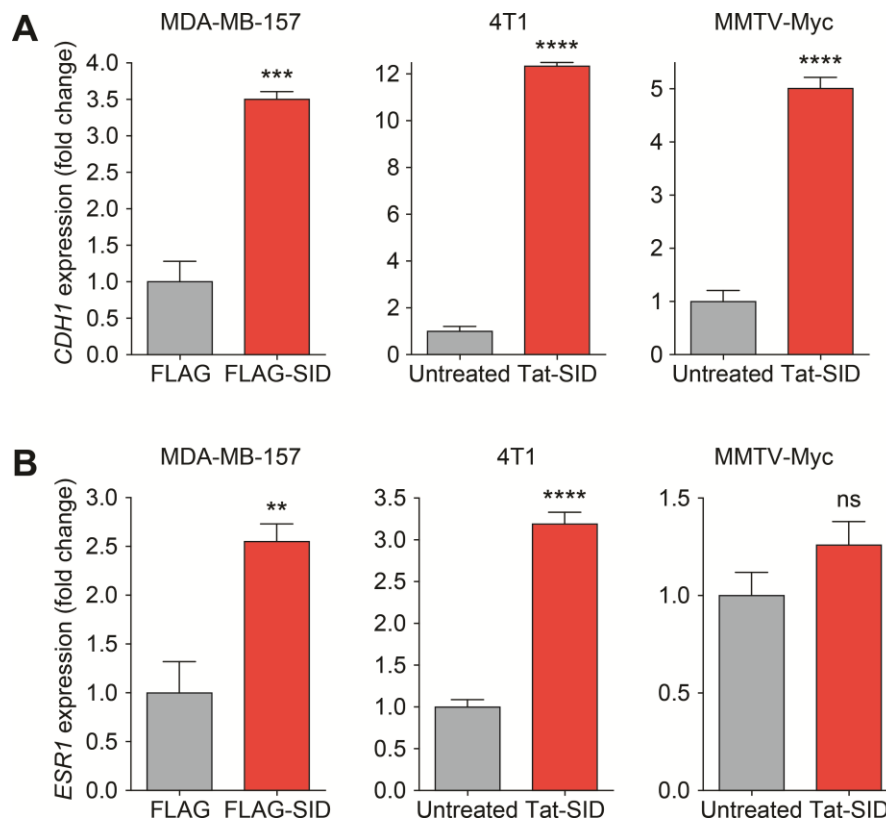 A
MDA-MB-157
4T1
MMTV-Myc
CDH1 expression (fold change)
4.0
3.5
3.0
2.5
2.0
1.5
1.0
0.5
0.0
***
FLAG
FLAG-SID
12
10
8
6
4
2
0
****
Untreated
Tat-SID
5
4
3
2
1
0
****
Untreated
Tat-SID
B
MDA-MB-157
4T1
MMTV-Myc
ESR1 expression (fold change)
3.0
2.5
2.0
1.5
1.0
0.5
0.0
**
FLAG
FLAG-SID
3.5
3.0
2.5
2.0
1.5
1.0
0.5
0.0
****
Untreated
Tat-SID
1.5
1.0
0.5
0.0
ns
Untreated
Tat-SID